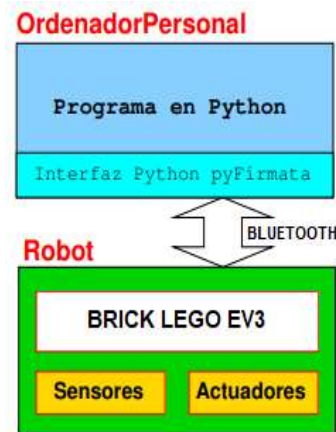 OrdenadorPersonal
Programa en Python
Interfaz Python pyFirmata
BLUETOOTH
Robot
BRICK LEGO EV3
Sensores
Actuadores